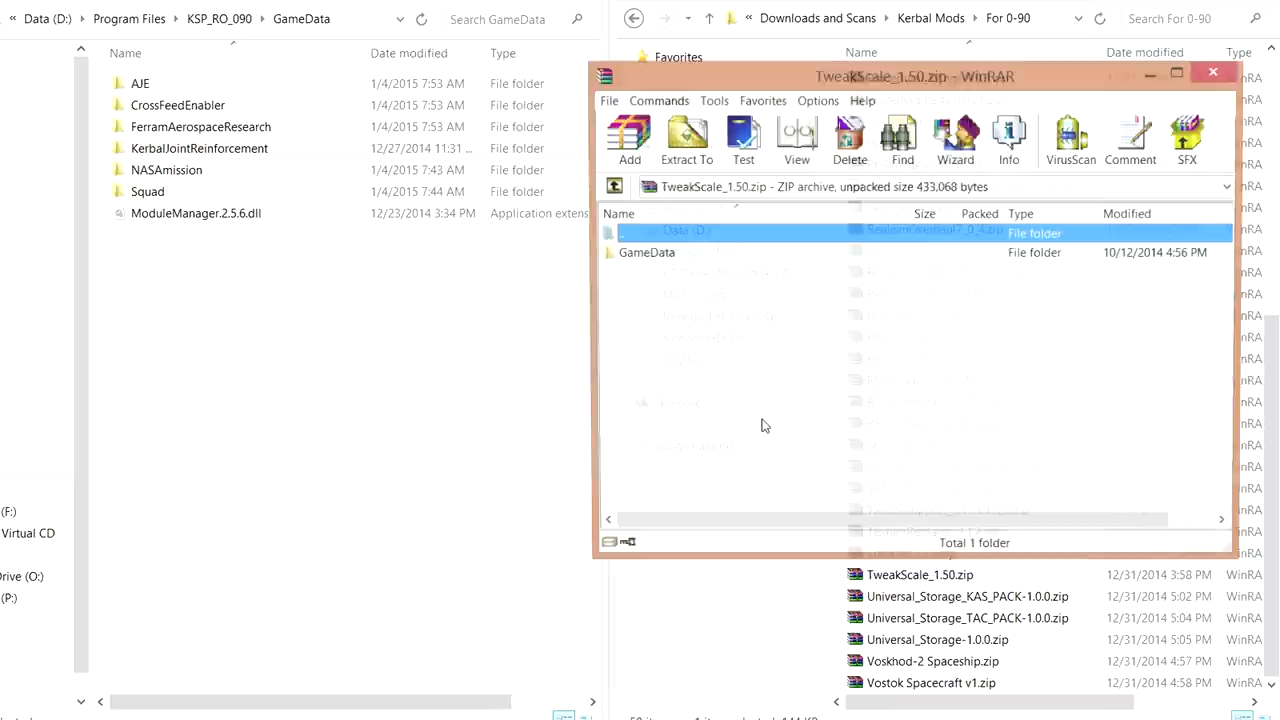 « Data (D:) Program Files KSP_RO_090 GameData Search GameData
Name Date modified Type
AJE 1/4/2015 7:53 AM File folder
CrossFeedEnabler 1/4/2015 7:53 AM File folder
FerramAerospaceResearch 1/4/2015 7:53 AM File folder
KerbalJointReinforcement 12/27/2014 11:31 ... File folder
NASAmission 1/4/2015 7:43 AM File folder
Squad 1/4/2015 7:44 AM File folder
ModuleManager.2.5.6.dll 12/23/2014 3:34 PM Application extens
(F:)
Virtual CD
rive (O:)
(P:)
« Downloads and Scans Kerbal Mods For 0-90 Search For 0-90
Favorites
Name Date modified Type
TweakScale_1.50.zip - WinRAR
File Commands Tools Favorites Options Help
Add Extract To Test View Delete Find Wizard Info VirusScan Comment SFX
TweakScale_1.50.zip - ZIP archive, unpacked size 433,068 bytes
Name Size Packed Type Modified
.. File folder
Data (D:)
RealismOverhaul7_0_4.zip
GameData File folder 10/12/2014 4:56 PM
Total 1 folder
TweakScale_1.50.zip 12/31/2014 3:58 PM WinRA
Universal_Storage_KAS_PACK-1.0.0.zip 12/31/2014 5:02 PM WinRA
Universal_Storage_TAC_PACK-1.0.0.zip 12/31/2014 5:04 PM WinRA
Universal_Storage-1.0.0.zip 12/31/2014 5:05 PM WinRA
Voskhod-2 Spaceship.zip 12/31/2014 4:57 PM WinRA
Vostok Spacecraft v1.zip 12/31/2014 4:58 PM WinRA